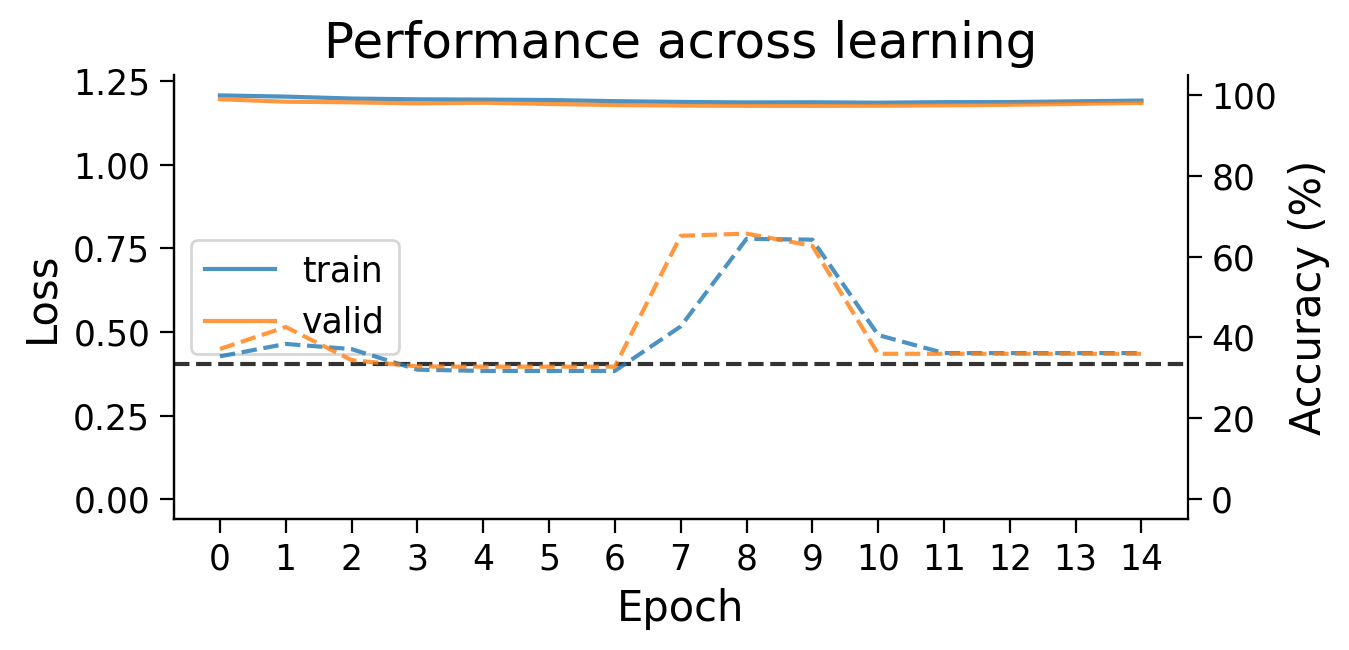 Performance across learning
1.25
1.00
0.75
0.50
0.25
0.00
Loss
train
valid
100
80
60
40
20
0
Accuracy (%)
0 1 2 3 4 5 6 7 8 9 10 11 12 13 14
Epoch